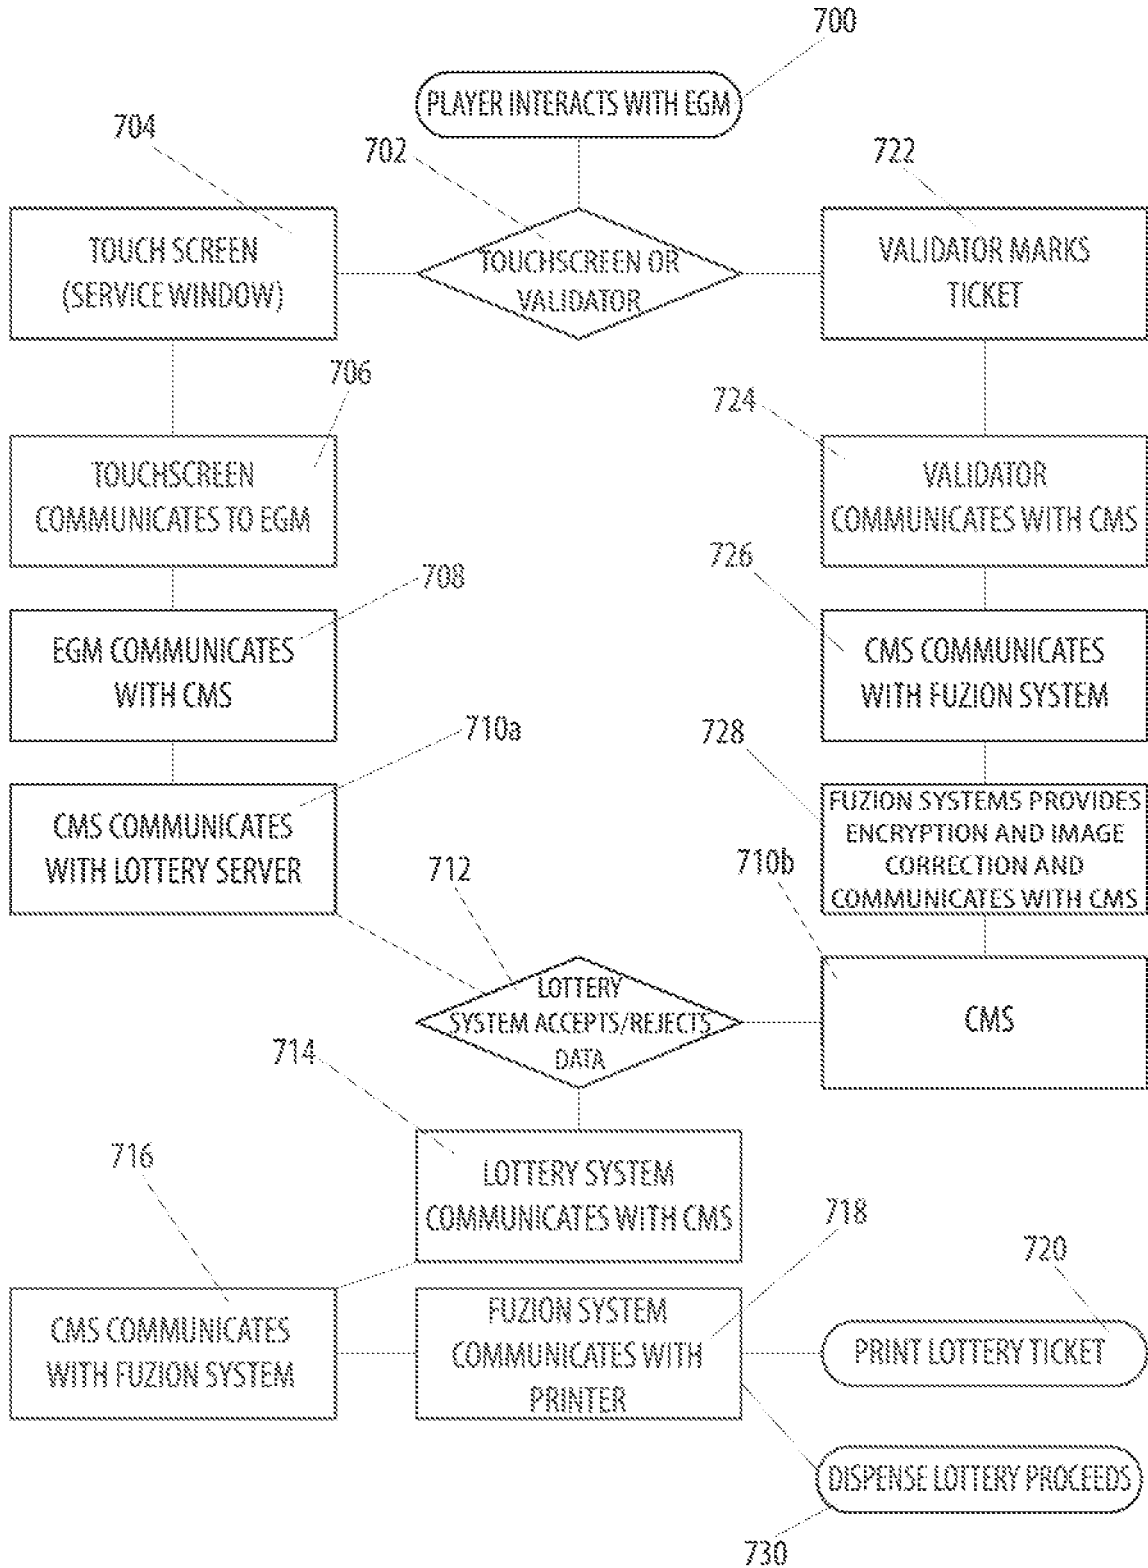 700
PLAYER INTERACTS WITH EGM
704
702
722
TOUCH SCREEN
(SERVICE WINDOW)
TOUCHSCREEN OR
VALIDATOR
VALIDATOR MARKS
TICKET
706
724
TOUCHSCREEN
COMMUNICATES TO EGM
VALIDATOR
COMMUNICATES WITH CMS
708
726
EGM COMMUNICATES
WITH CMS
CMS COMMUNICATES
WITH FUZION SYSTEM
710a
728
CMS COMMUNICATES
WITH LOTTERY SERVER
FUZION SYSTEMS PROVIDES
ENCRYPTION AND IMAGE
CORRECTION AND
COMMUNICATES WITH CMS
712
710b
LOTTERY
SYSTEM ACCEPTS/REJECTS
DATA
CMS
714
LOTTERY SYSTEM
COMMUNICATES WITH CMS
716
718
720
CMS COMMUNICATES
WITH FUZION SYSTEM
FUZION SYSTEM
COMMUNICATES WITH
PRINTER
PRINT LOTTERY TICKET
DISPENSE LOTTERY PROCEEDS
730